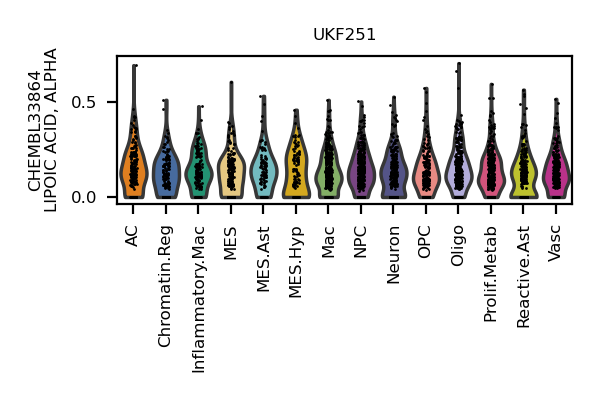 UKF251
CHEMBL33864
LIPOIC ACID, ALPHA
0.5
0.0
AC
Chromatin.Reg
Inflammatory.Mac
MES
MES.Ast
MES.Hyp
Mac
NPC
Neuron
OPC
Oligo
Prolif.Metab
Reactive.Ast
Vasc